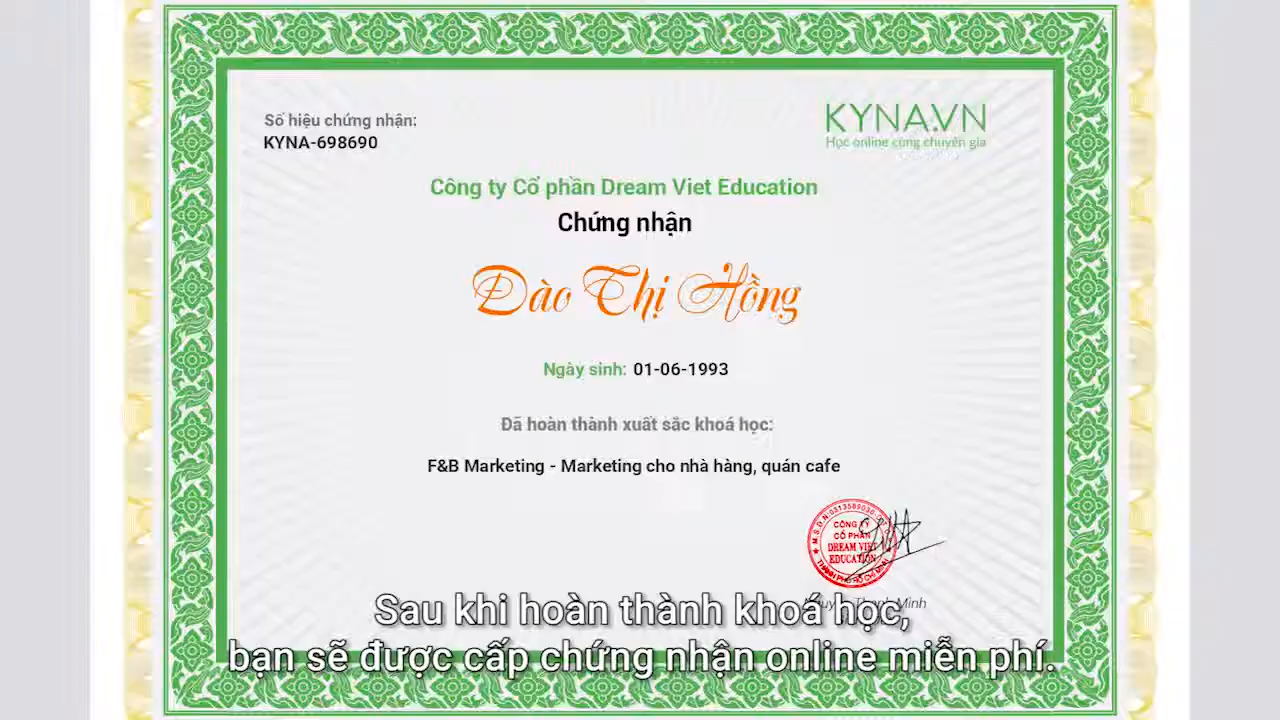 Số hiệu chứng nhận:
KYNA-698690
KYNA.VN
Học online cùng chuyên gia
Công ty Cổ phần Dream Viet Education
Chứng nhận
Đào Thị Hồng
Ngày sinh: 01-06-1993
Đã hoàn thành xuất sắc khoá học:
F&B Marketing - Marketing cho nhà hàng, quán cafe
CÔNG TY
CỔ PHẦN
DREAM VIET
EDUCATION
Thanh Minh
Sau khi hoàn thành khoá học,
bạn sẽ được cấp chứng nhận online miễn phí.